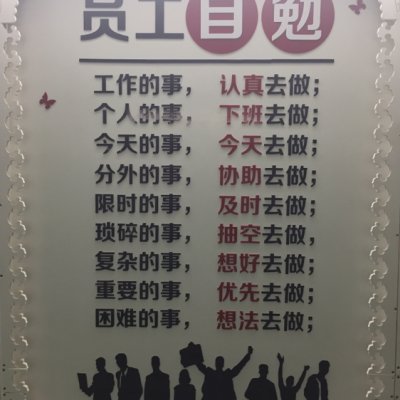 员工自勉
工作的事，认真去做；
个人的事，下班去做；
今天的事，今天去做；
分外的事，协助去做；
限时的事，及时去做；
琐碎的事，抽空去做，
复杂的事，想好去做；
重要的事，优先去做；
困难的事，想法去做；